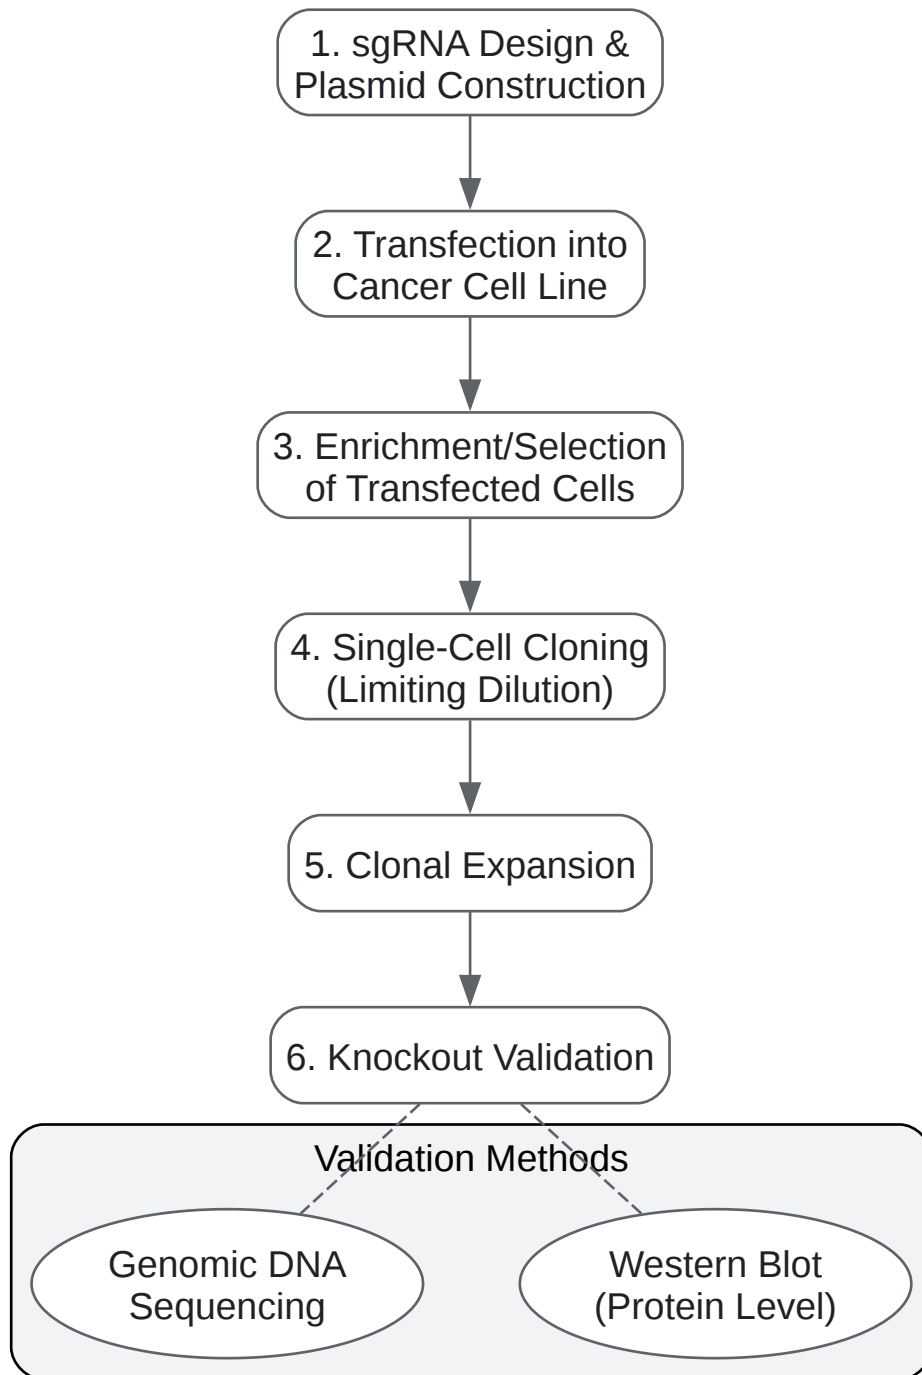 1. sgRNA Design &
Plasmid Construction
2. Transfection into
Cancer Cell Line
3. Enrichment/Selection
of Transfected Cells
4. Single-Cell Cloning
(Limiting Dilution)
5. Clonal Expansion
6. Knockout Validation
Validation Methods
Genomic DNA
Sequencing
Western Blot
(Protein Level)